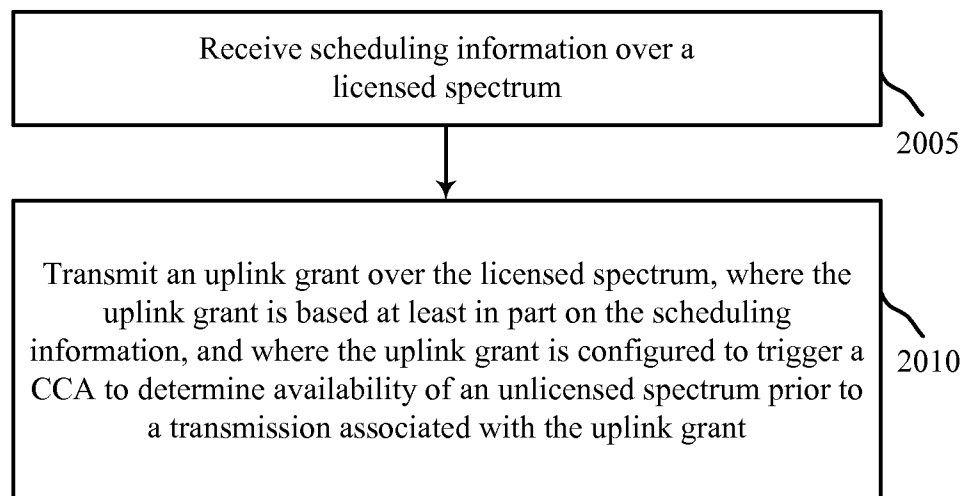 Receive scheduling information over a
licensed spectrum
2005
Transmit an uplink grant over the licensed spectrum, where the
uplink grant is based at least in part on the scheduling
information, and where the uplink grant is configured to trigger a
CCA to determine availability of an unlicensed spectrum prior to
a transmission associated with the uplink grant
2010